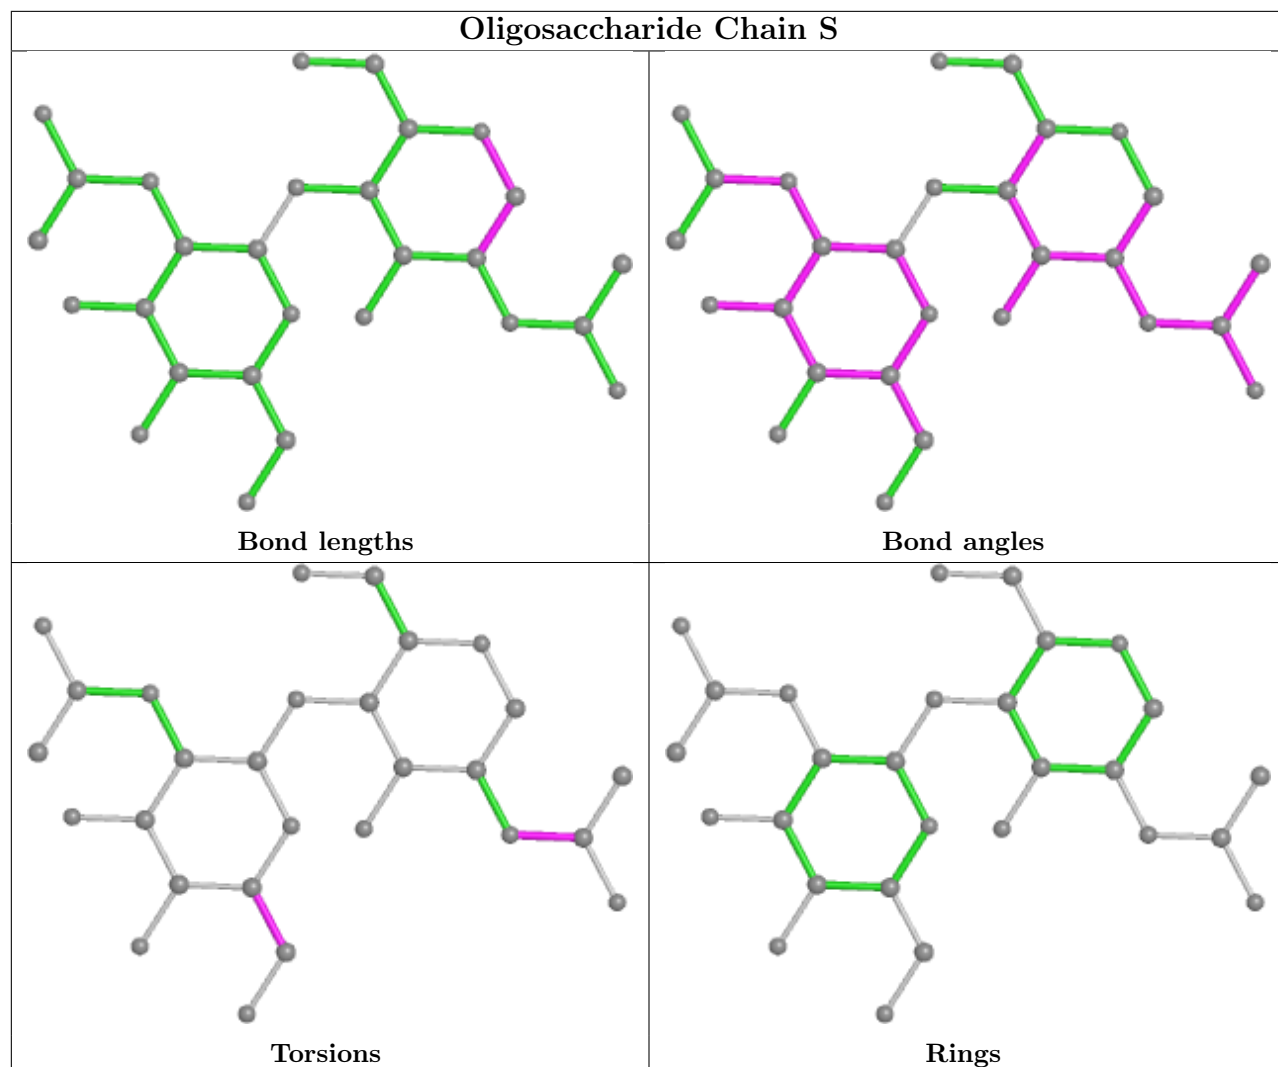 Oligosaccharide Chain S
Bond lengths
Bond angles
Torsions
Rings